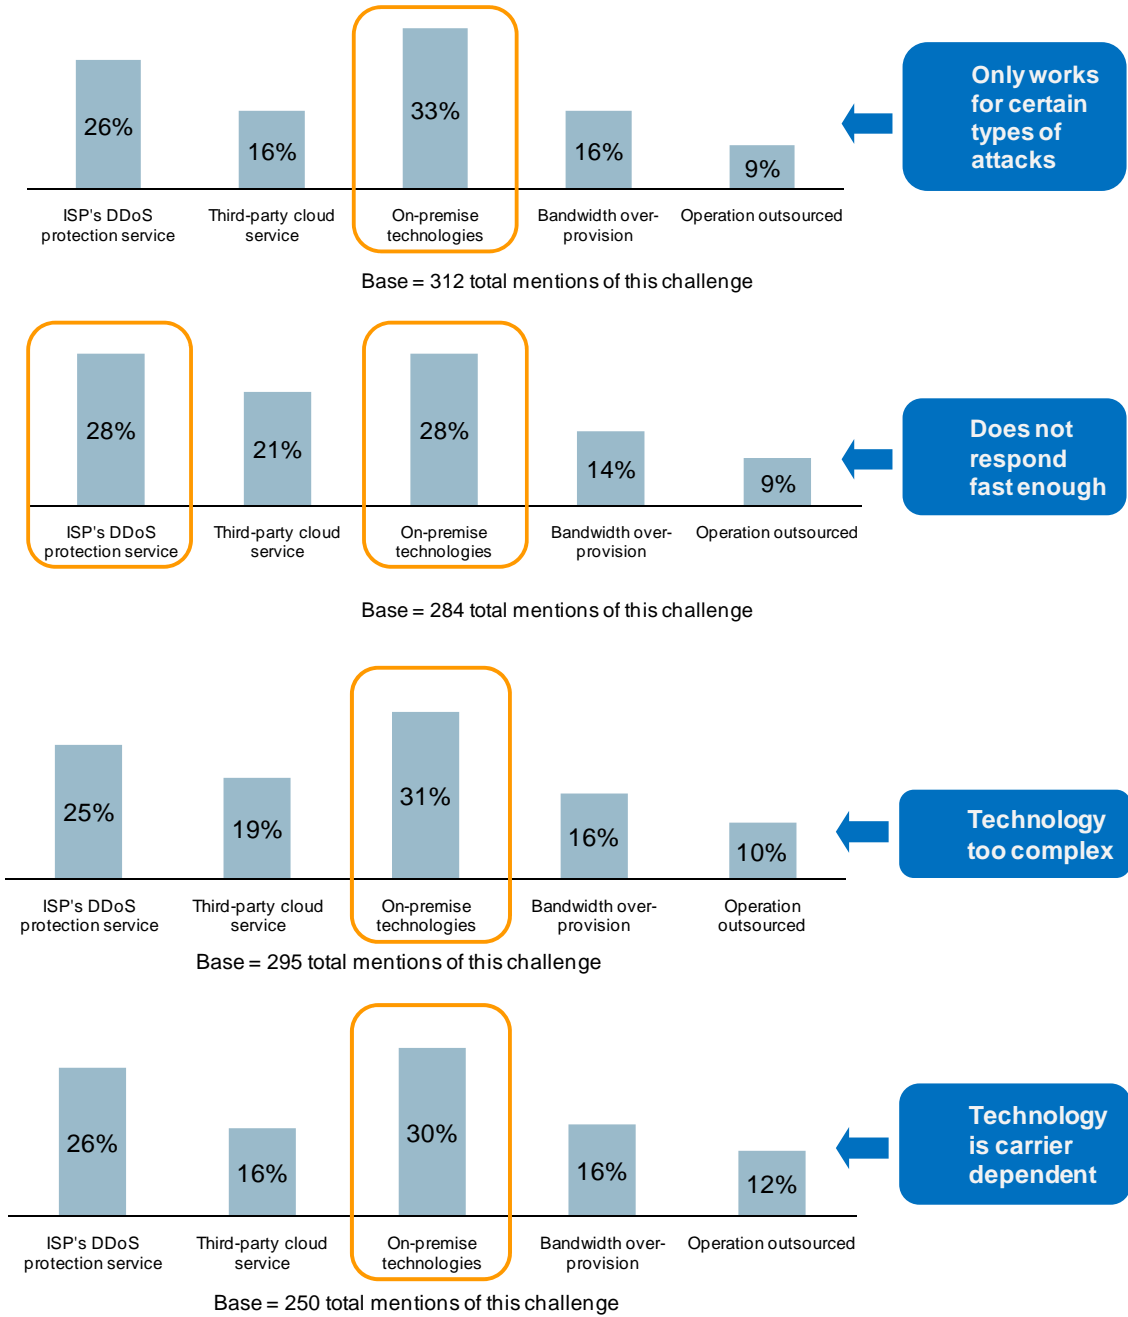 26%
16%
33%
16%
9%
ISP's DDoS
protection service
Third-party cloud
service
On-premise
technologies
Bandwidth over-
provision
Operation outsourced
Only works
for certain
types of
attacks
Base = 312 total mentions of this challenge
28%
21%
28%
14%
9%
ISP's DDoS
protection service
Third-party cloud
service
On-premise
technologies
Bandwidth over-
provision
Operation outsourced
Does not
respond
fast enough
Base = 284 total mentions of this challenge
25%
19%
31%
16%
10%
ISP's DDoS
protection service
Third-party cloud
service
On-premise
technologies
Bandwidth over-
provision
Operation
outsourced
Technology
too complex
Base = 295 total mentions of this challenge
26%
16%
30%
16%
12%
ISP's DDoS
protection service
Third-party cloud
service
On-premise
technologies
Bandwidth over-
provision
Operation outsourced
Technology
is carrier
dependent
Base = 250 total mentions of this challenge